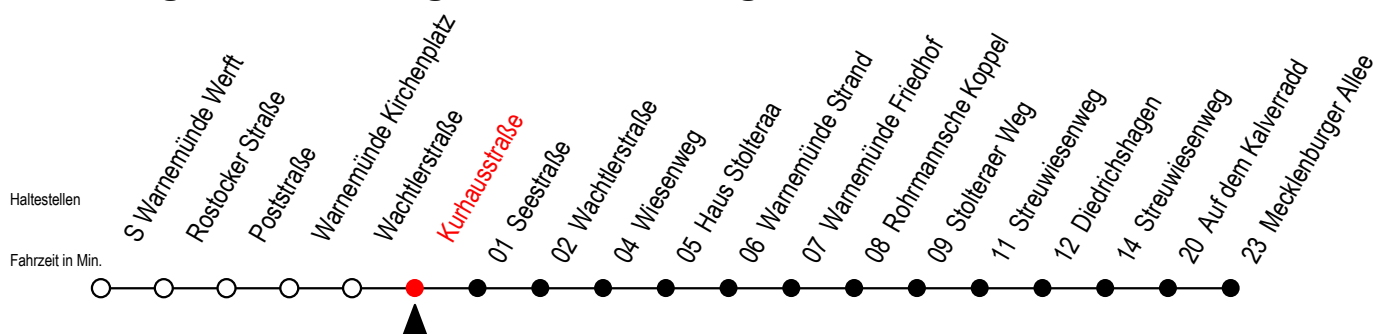 Haltestellen
Fahrzeit in Min.
S Warnemünde Werft
Rostocker Straße
Poststraße
Warnemünde Kirchenplatz
Wachtlerstraße
Kurhausstraße
01 Seestraße
02 Wachtlerstraße
04 Wiesenweg
05 Haus Stolteraa
06 Warnemünde Strand
07 Warnemünde Friedhof
08 Rohrmannsche Koppel
09 Stolteraer Weg
11 Streuwiesenweg
12 Diedrichshagen
14 Streuwiesenweg
20 Auf dem Kalverradd
23 Mecklenburger Allee